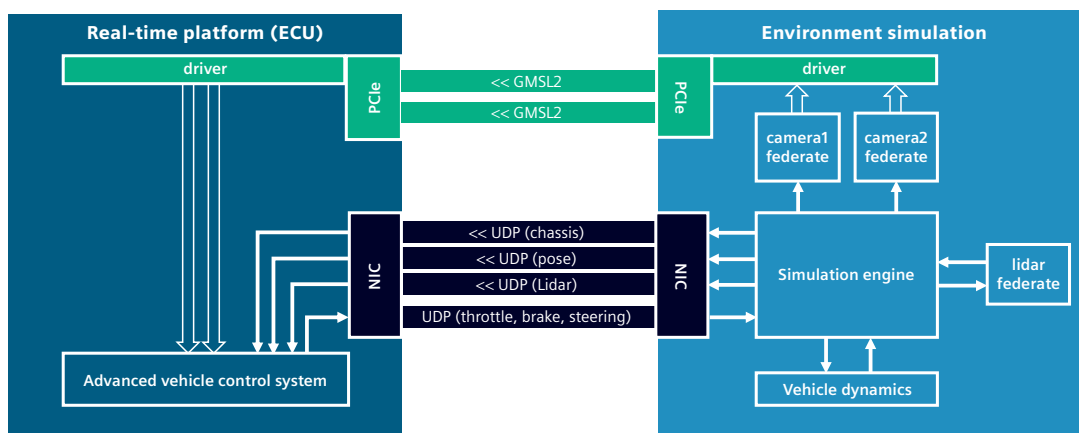 Real-time platform (ECU)
driver
PCIe
<< GMSL2
<< GMSL2
NIC
<< UDP (chassis)
<< UDP (pose)
<< UDP (Lidar)
UDP (throttle, brake, steering)
Advanced vehicle control system
Environment simulation
PCIe
driver
camera1
federate
camera2
federate
NIC
Simulation engine
lidar
federate
Vehicle dynamics